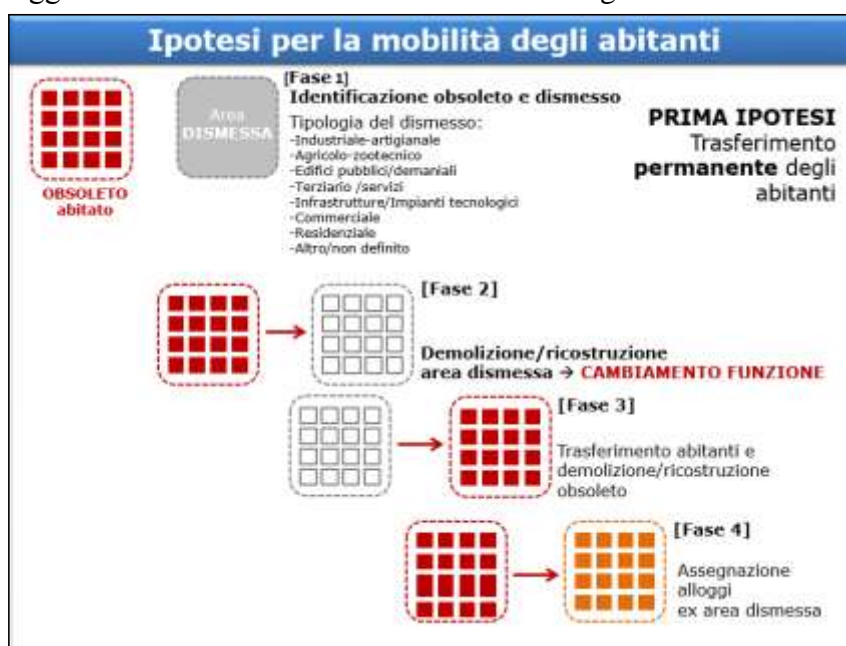 Ipotesi per la mobilità degli abitanti
[Fase 1]
Identificazione obsoleto e dismesso
Area
DISMESSA
OBSOLETO
abitato
Tipologia del dismesso:
-Industriale-artigianale
-Agricolo-zootecnico
-Edifici pubblici/demaniali
-Terziario /servizi
-Infrastrutture/Impianti tecnologici
-Commerciale
-Residenziale
-Altro/non definito
PRIMA IPOTESI
Trasferimento
permanente degli
abitanti
[Fase 2]
Demolizione/ricostruzione
area dismessa → CAMBIAMENTO FUNZIONE
[Fase 3]
Trasferimento abitanti e
demolizione/ricostruzione
obsoleto
[Fase 4]
Assegnazione
alloggi
ex area dismessa